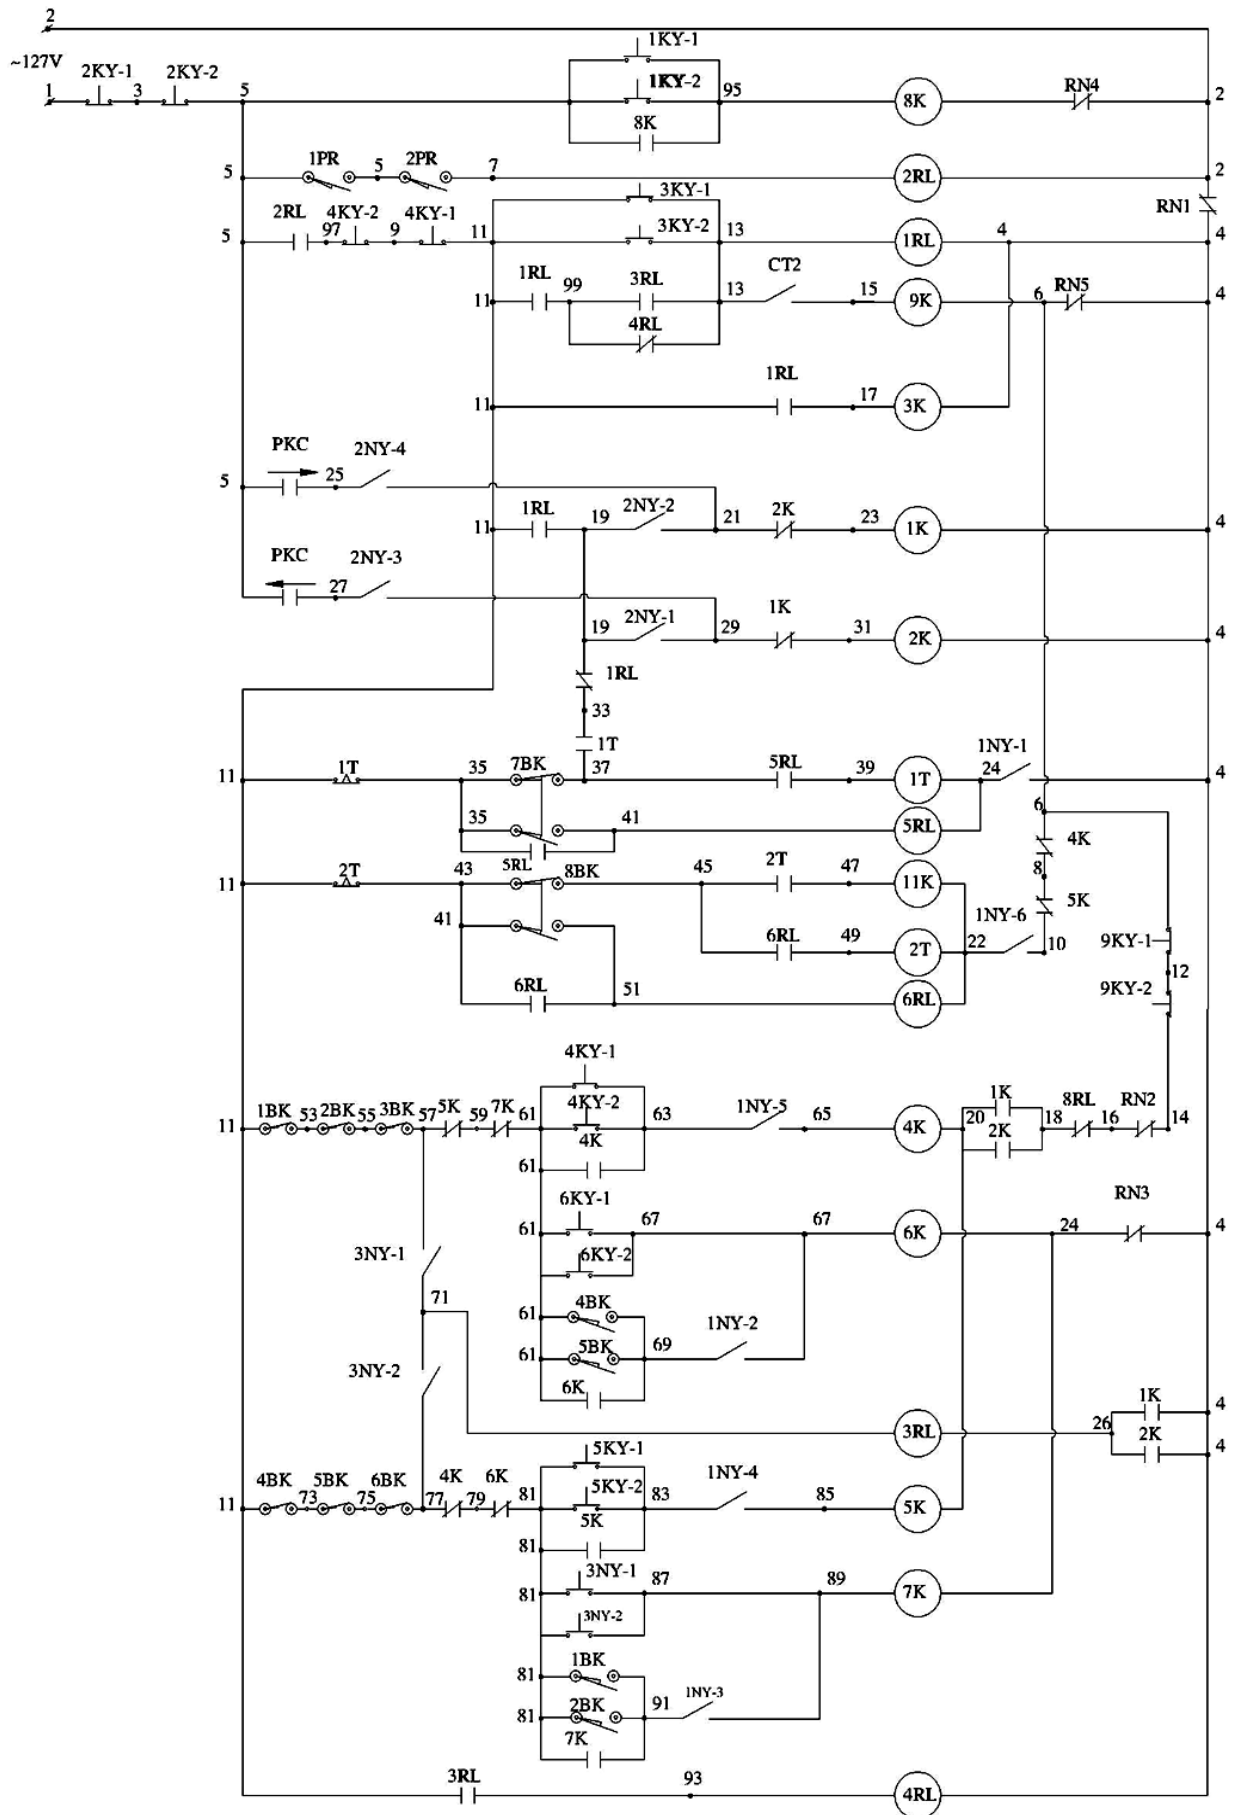 2
~127V
1KY-1
2KY-1 2KY-2
1KY-2
1 3 5 95 8K RN4 2
8K
1PR 2PR
5 5 7 2RL 2
3KY-1
RN1
2RL 4KY-2 4KY-1
5 97 9 11 3KY-2 13 1RL 4 4
1RL 99 3RL CT2
11 13 15 9K 6 RN5 4
4RL
1RL
11 17 3K
PKC 2NY-4
5 25
1RL 2NY-2 2K
11 19 21 23 1K 4
PKC 2NY-3
27
2NY-1 1K
19 29 31 2K 4
1RL
33
1T
1T 7BK 5RL 1NY-1
11 35 37 39 1T 24 4
35 41 5RL 6
4K
5RL 8BK
2T 43 45 2T 47 8
11 11K
5K
41 1NY-6
6RL 49 2T 22 10 9KY-1
12
6RL 51 6RL 9KY-2
4KY-1
1BK 2BK 3BK 5K 7K 4KY-2 1NY-5 1K 8RL RN2
11 53 55 57 59 61 63 65 4K 20 18 16 14
4K 2K
61
6KY-1 RN3
61 67 67 6K 24 4
3NY-1 6KY-2
71 4BK
61 1NY-2
61 5BK 69
3NY-2 6K
1K 4
3RL 26
2K 4
5KY-1
4BK 5BK 6BK 4K 6K 5KY-2 1NY-4
11 73 75 77 79 81 83 85 5K
5K
81
3NY-1
81 87 89 7K
3NY-2
1BK
81
2BK 1NY-3
81 91
7K
3RL 93 4RL